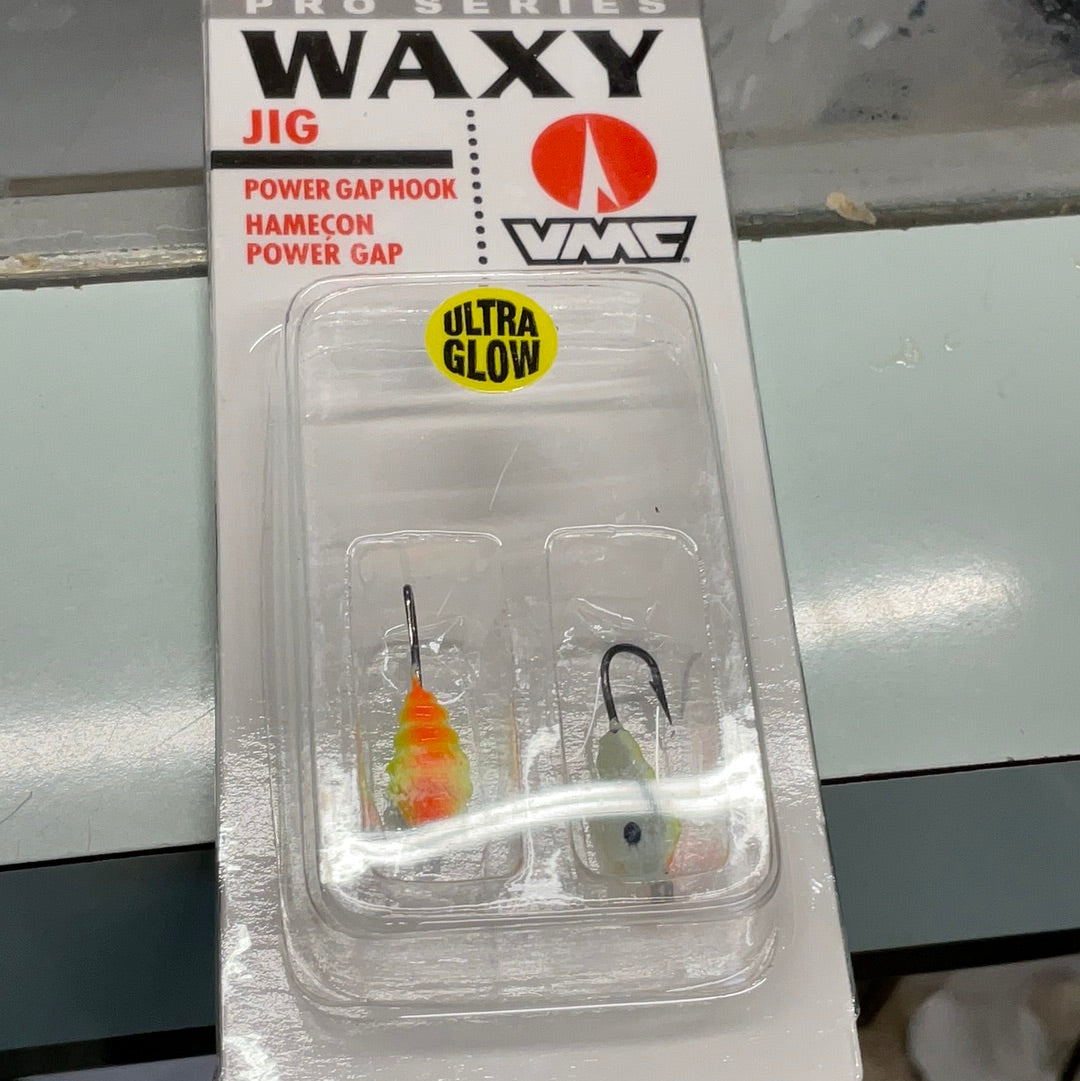 PRO SERIES
WAXY
JIG
POWER GAP HOOK
HAMEÇON
POWER GAP
VMC
ULTRA
GLOW